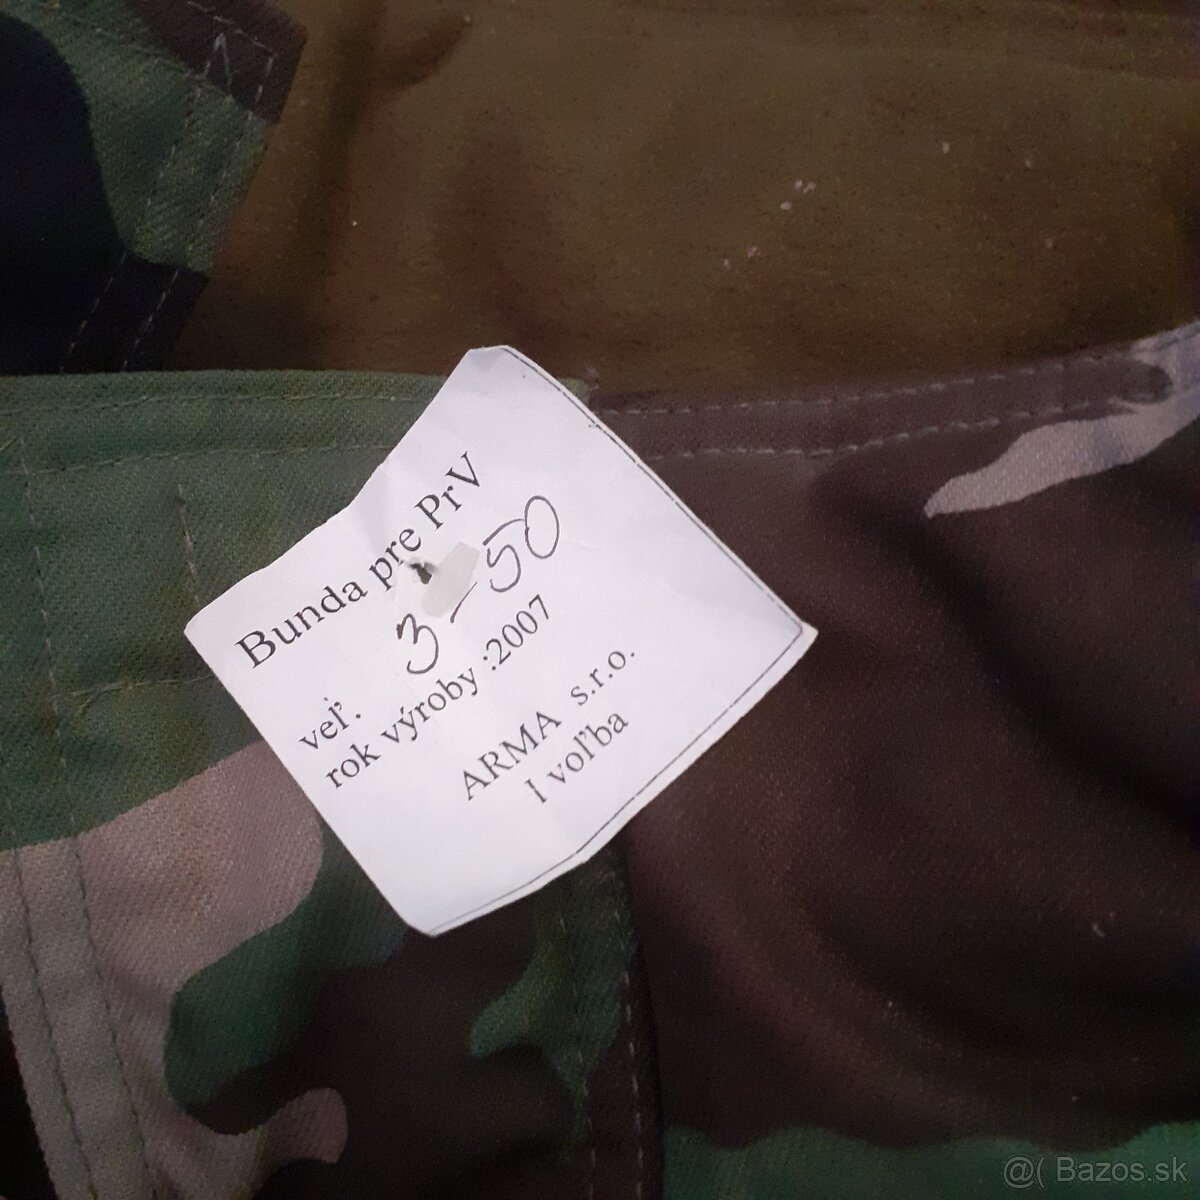 Bunda pre PrV
veľ. 3-50
rok výroby :2007
ARMA s.r.o.
I voľba
@( Bazos.sk